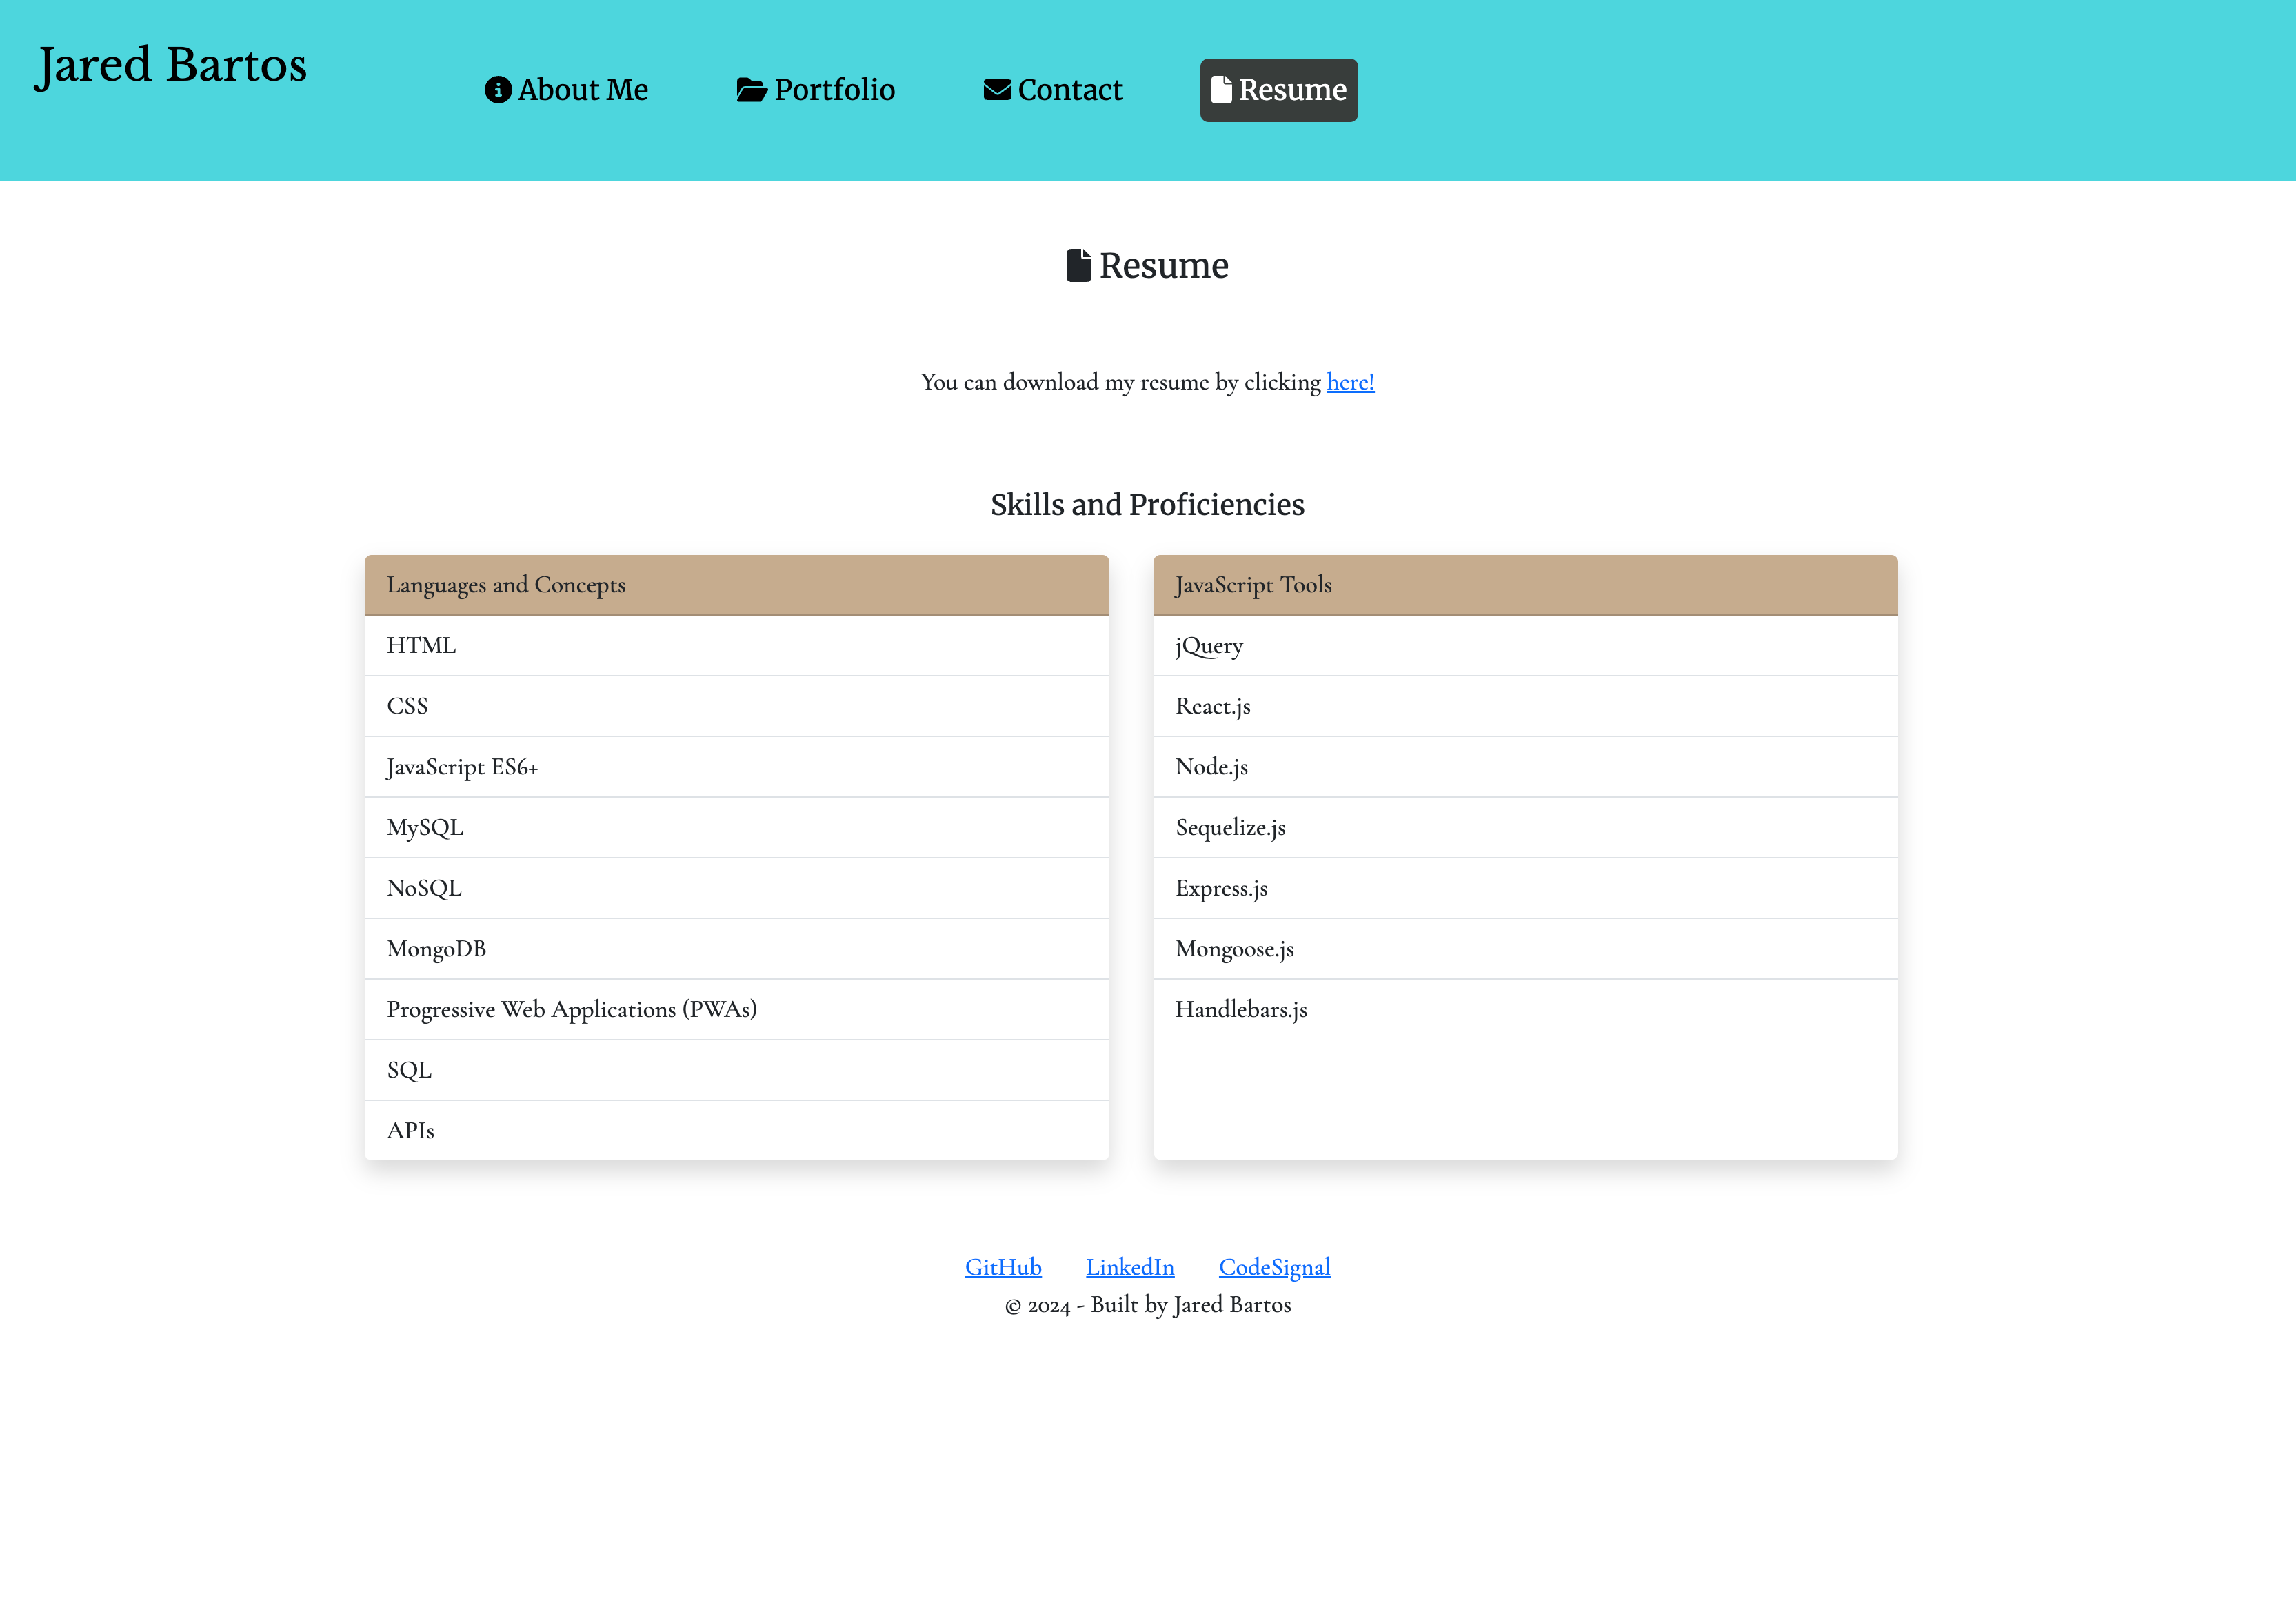 Jared Bartos
About Me
Portfolio
Contact
Resume
Resume
You can download my resume by clicking here!
Skills and Proficiencies
Languages and Concepts
HTML
CSS
JavaScript ES6+
MySQL
NoSQL
MongoDB
Progressive Web Applications (PWAs)
SQL
APIs
JavaScript Tools
jQuery
React.js
Node.js
Sequelize.js
Express.js
Mongoose.js
Handlebars.js
GitHub LinkedIn CodeSignal
© 2024 - Built by Jared Bartos